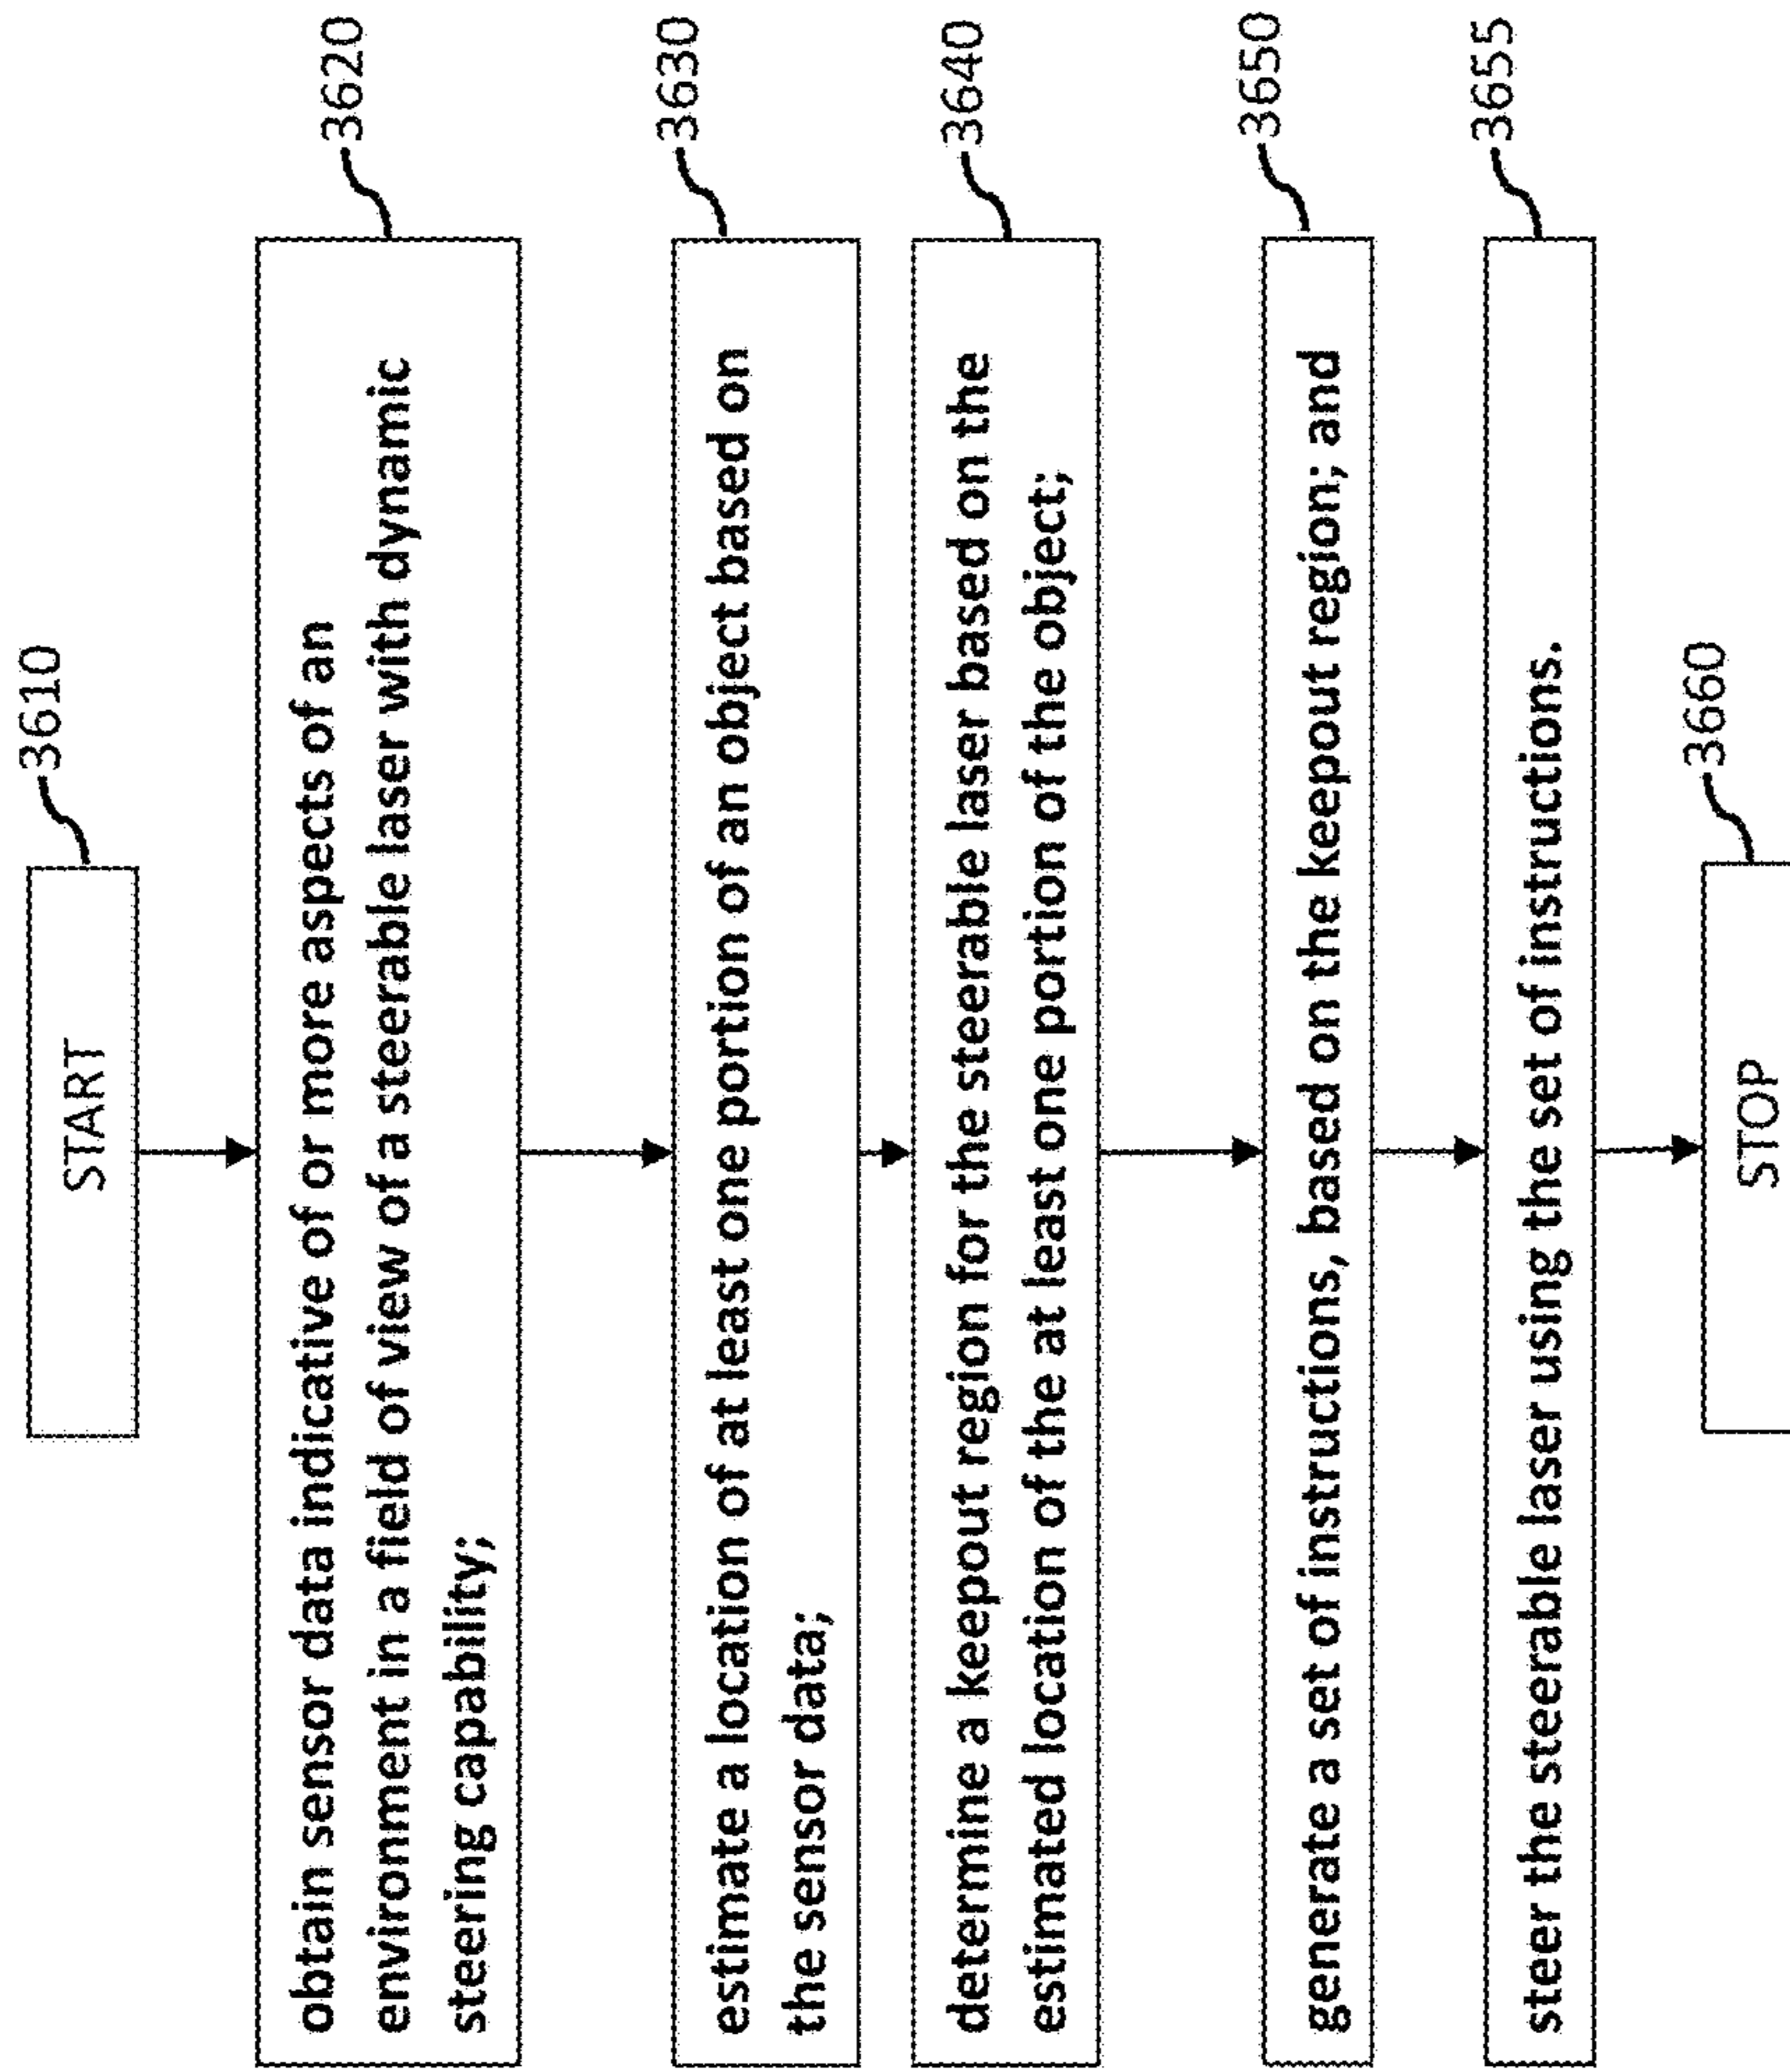 START
3610
obtain sensor data indicative of or more aspects of an
environment in a field of view of a steerable laser with dynamic
steering capability;
3620
estimate a location of at least one portion of an object based on
the sensor data;
3630
determine a keepout region for the steerable laser based on the
estimated location of the at least one portion of the object;
3640
generate a set of instructions, based on the keepout region; and
3650
steer the steerable laser using the set of instructions.
3655
STOP
3660